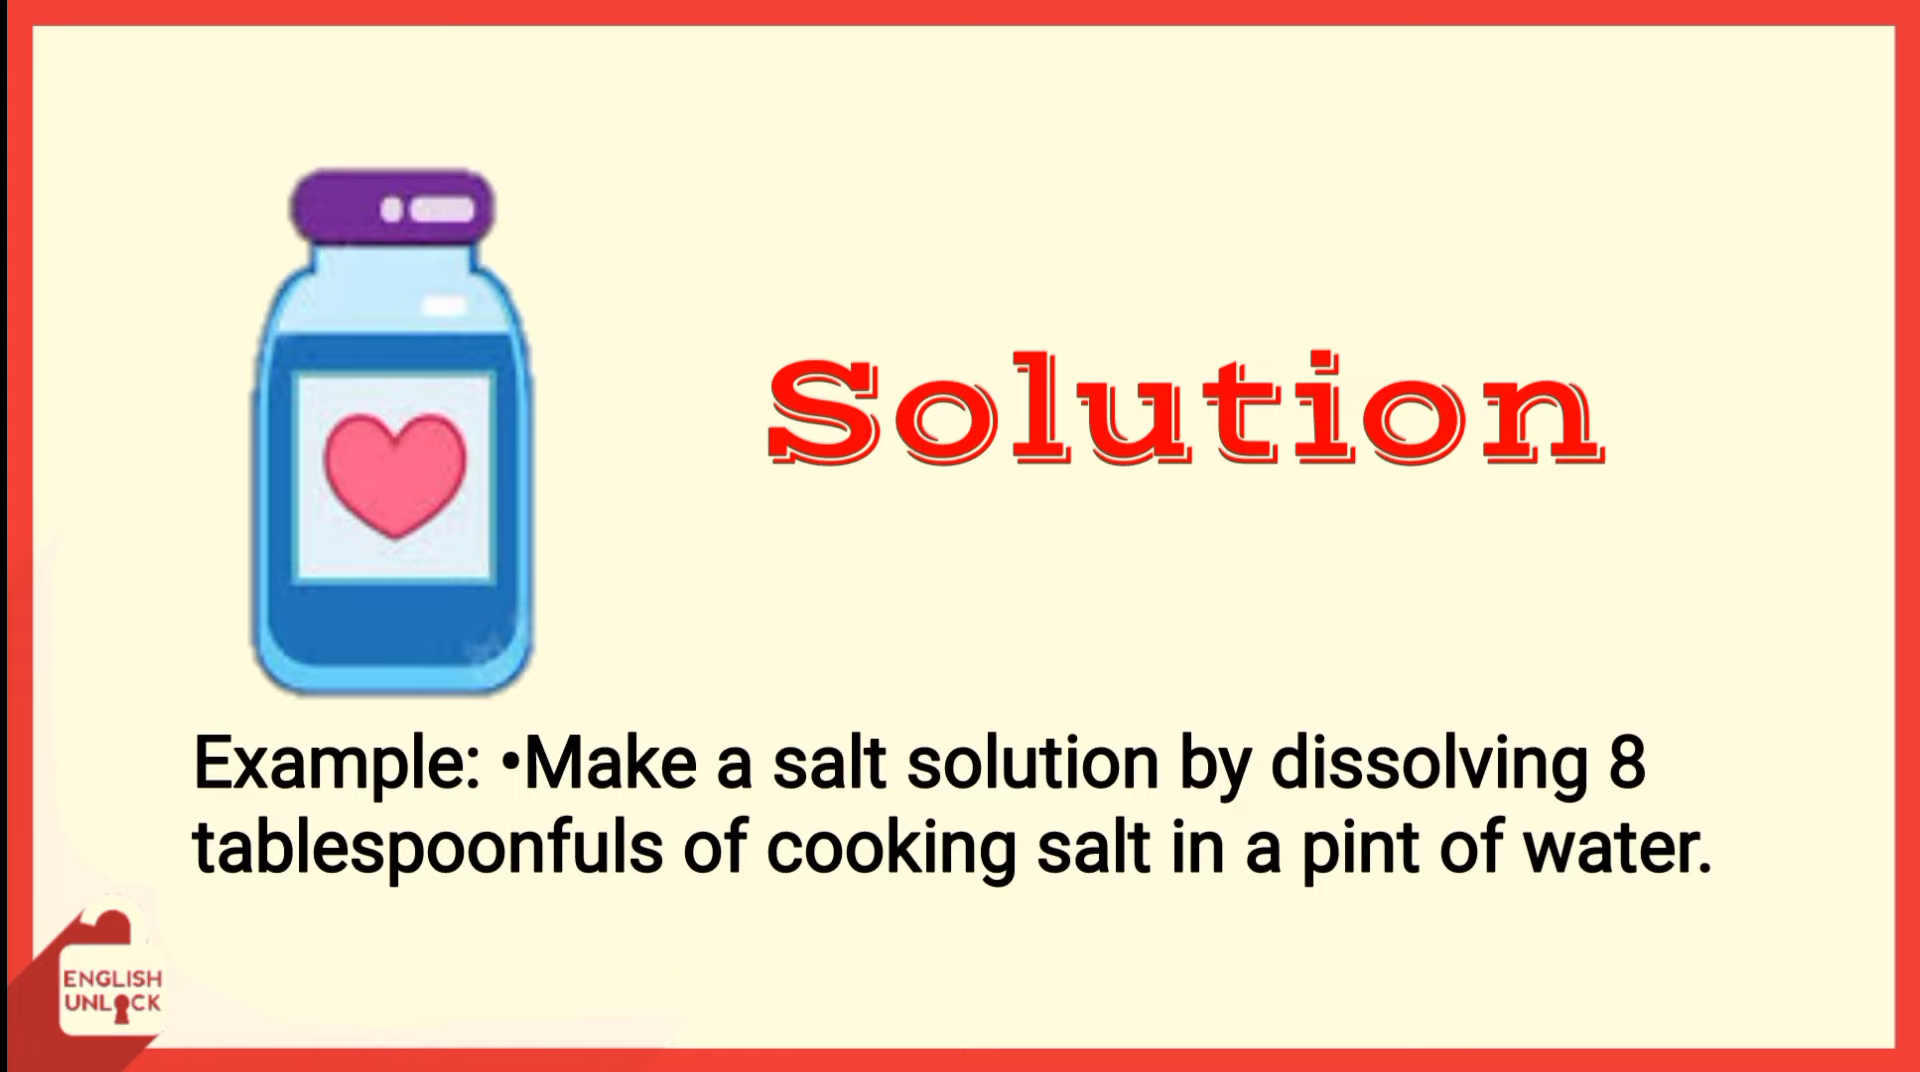 Solution
Example: •Make a salt solution by dissolving 8
tablespoonfuls of cooking salt in a pint of water.
ENGLISH
UNLOCK